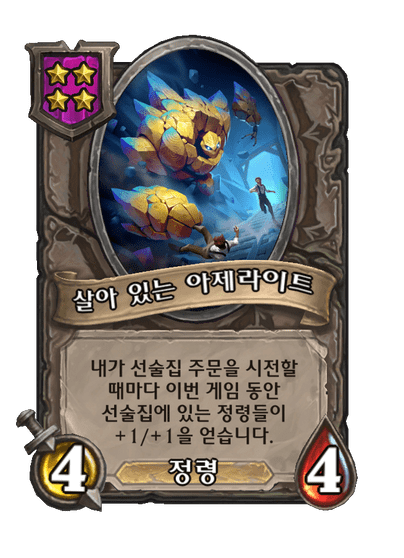 살아 있는 아제라이트
내가 선술집 주문을 시전할
때마다 이번 게임 동안
선술집에 있는 정령들이
+1/+1을 얻습니다.
4
정령
4